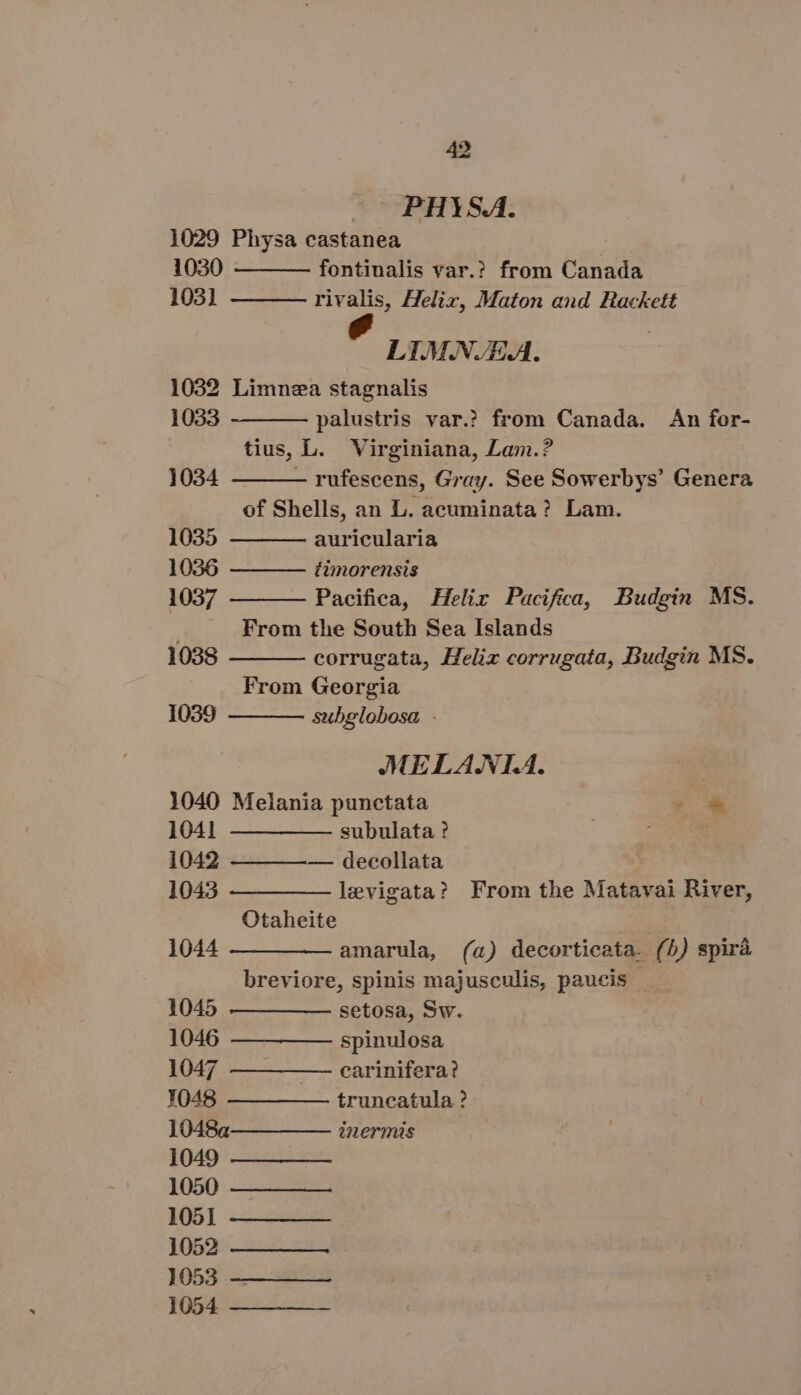 42
PHYSA.
1029 Physa castanea
1030 ——— fontinalis var.? from Canada
1031 ——— rivalis, Helix, Maton and Rackett
LIMNÆA.
1032 Limnæa stagnalis
1033 ——— palustris var.? from Canada. An for-
tius, L. Virginiana, Lam.?
1034 ——— rufescens, Gray. See Sowerbys’ Genera
of Shells, an L. acuminata? Lam.
1035 ——— auricularia
1036 ——— timorensis
1037 ——— Pacifica, Helix Pacifica, Budgin MS.
From the South Sea Islands
1038 ——— corrugata, Helix corrugata, Budgin MS.
From Georgia
1039 ——— subglobosa
MELANIA.
1040 Melania punctata
1041 ——— subulata?
1042 ——— decollata
1043 ——— lævigata? From the Matavai River,
Otaheite
1044 ——— amarula, (a) decorticata. (b) spirâ
breviore, spinis majusculis, paucis
1045 ——— setosa, Sw.
1046 ——— spinulosa
1047 ——— carinifera?
1048 ——— truncatula?
1048a ——— inermis
1049 ———
1050 ———
1051 ———
1052 ———
1053 ———
1054 ———